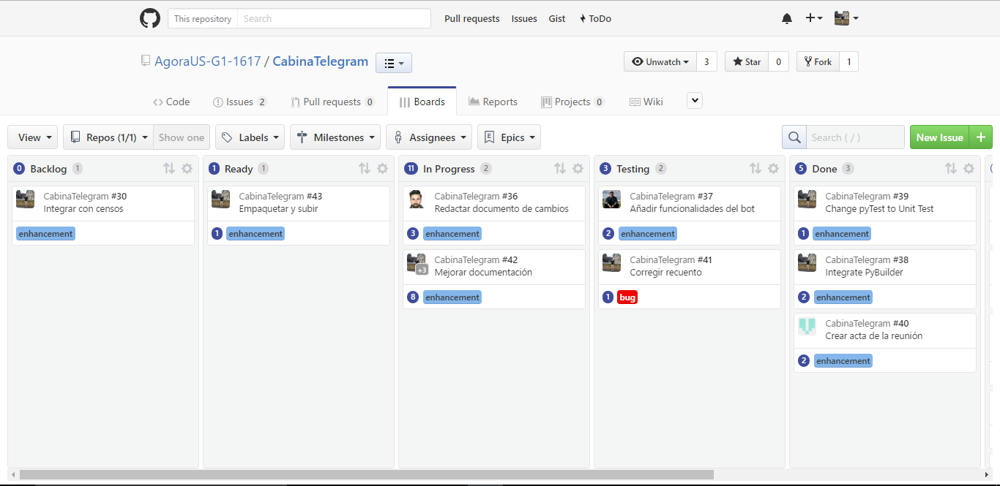 This repository Search Pull requests Issues Gist ToDo
AgoraUS-G1-1617 / CabinaTelegram Unwatch 3 Star 0 Fork 1
Code Issues 2 Pull requests 0 Boards Reports Projects 0 Wiki
View Repos (1/1) Show one Labels Milestones Assignees Epics Search ( / ) New Issue +
0 Backlog 1
CabinaTelegram #30
Integrar con censos
enhancement
1 Ready 1
CabinaTelegram #43
Empaquetar y subir
1 enhancement
11 In Progress 2
CabinaTelegram #36
Redactar documento de cambios
3 enhancement
+3
CabinaTelegram #42
Mejorar documentación
8 enhancement
3 Testing 2
CabinaTelegram #37
Añadir funcionalidades del bot
2 enhancement
CabinaTelegram #41
Corregir recuento
1 bug
5 Done 3
CabinaTelegram #39
Change pyTest to Unit Test
1 enhancement
CabinaTelegram #38
Integrate PyBuilder
2 enhancement
CabinaTelegram #40
Crear acta de la reunión
2 enhancement